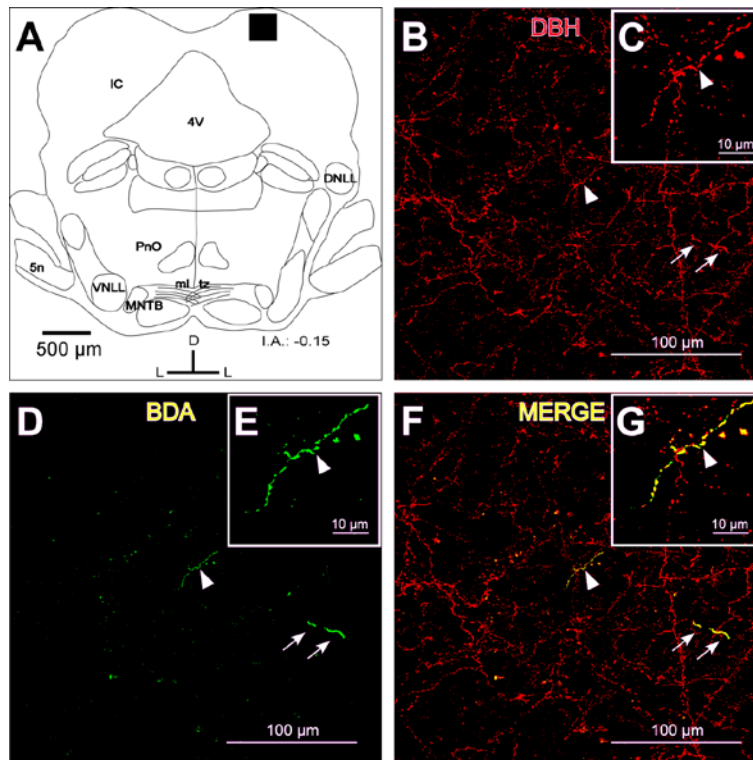 A
IC
4V
DNLL
PnO
5n
VNLL
ml tz
MNTB
500 µm
D
I.A.: -0.15
L L
B
DBH
C
10 µm
100 µm
D
BDA
E
10 µm
100 µm
F
MERGE
G
10 µm
100 µm